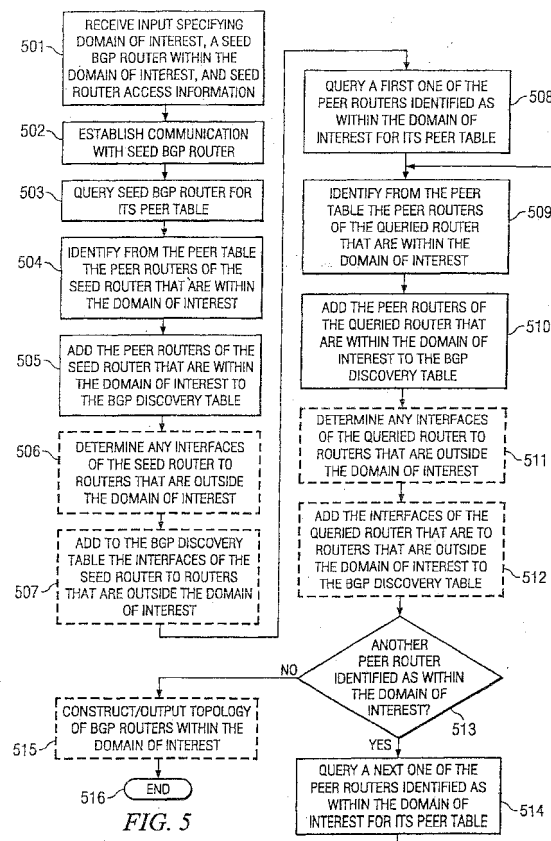 501
RECEIVE INPUT SPECIFYING
DOMAIN OF INTEREST, A SEED
BGP ROUTER WITHIN THE
DOMAIN OF INTEREST, AND SEED
ROUTER ACCESS INFORMATION
502
ESTABLISH COMMUNICATION
WITH SEED BGP ROUTER
503
QUERY SEED BGP ROUTER FOR
ITS PEER TABLE
504
IDENTIFY FROM THE PEER TABLE
THE PEER ROUTERS OF THE
SEED ROUTER THAT ARE WITHIN
THE DOMAIN OF INTEREST
505
ADD THE PEER ROUTERS OF THE
SEED ROUTER THAT ARE WITHIN
THE DOMAIN OF INTEREST TO
THE BGP DISCOVERY TABLE
506
DETERMINE ANY INTERFACES
OF THE SEED ROUTER TO
ROUTERS THAT ARE OUTSIDE
THE DOMAIN OF INTEREST
507
ADD TO THE BGP DISCOVERY
TABLE THE INTERFACES OF THE
SEED ROUTER TO ROUTERS
THAT ARE OUTSIDE THE DOMAIN
OF INTEREST
QUERY A FIRST ONE OF THE
PEER ROUTERS IDENTIFIED AS
WITHIN THE DOMAIN OF
INTEREST FOR ITS PEER TABLE
508
IDENTIFY FROM THE PEER
TABLE THE PEER ROUTERS
OF THE QUERIED ROUTER
THAT ARE WITHIN THE
DOMAIN OF INTEREST
509
ADD THE PEER ROUTERS OF
THE QUERIED ROUTER THAT
ARE WITHIN THE DOMAIN OF
INTEREST TO THE BGP
DISCOVERY TABLE
510
DETERMINE ANY INTERFACES
OF THE QUERIED ROUTER TO
ROUTERS THAT ARE OUTSIDE
THE DOMAIN OF INTEREST
511
ADD THE INTERFACES OF THE
QUERIED ROUTER THAT ARE TO
ROUTERS THAT ARE OUTSIDE
THE DOMAIN OF INTEREST TO
THE BGP DISCOVERY TABLE
512
ANOTHER
PEER ROUTER
IDENTIFIED AS WITHIN
THE DOMAIN OF
INTEREST?
513
NO
YES
QUERY A NEXT ONE OF THE
PEER ROUTERS IDENTIFIED AS
WITHIN THE DOMAIN OF
INTEREST FOR ITS PEER TABLE
514
CONSTRUCT/OUTPUT TOPOLOGY
OF BGP ROUTERS WITHIN THE
DOMAIN OF INTEREST
515
516
END
FIG. 5